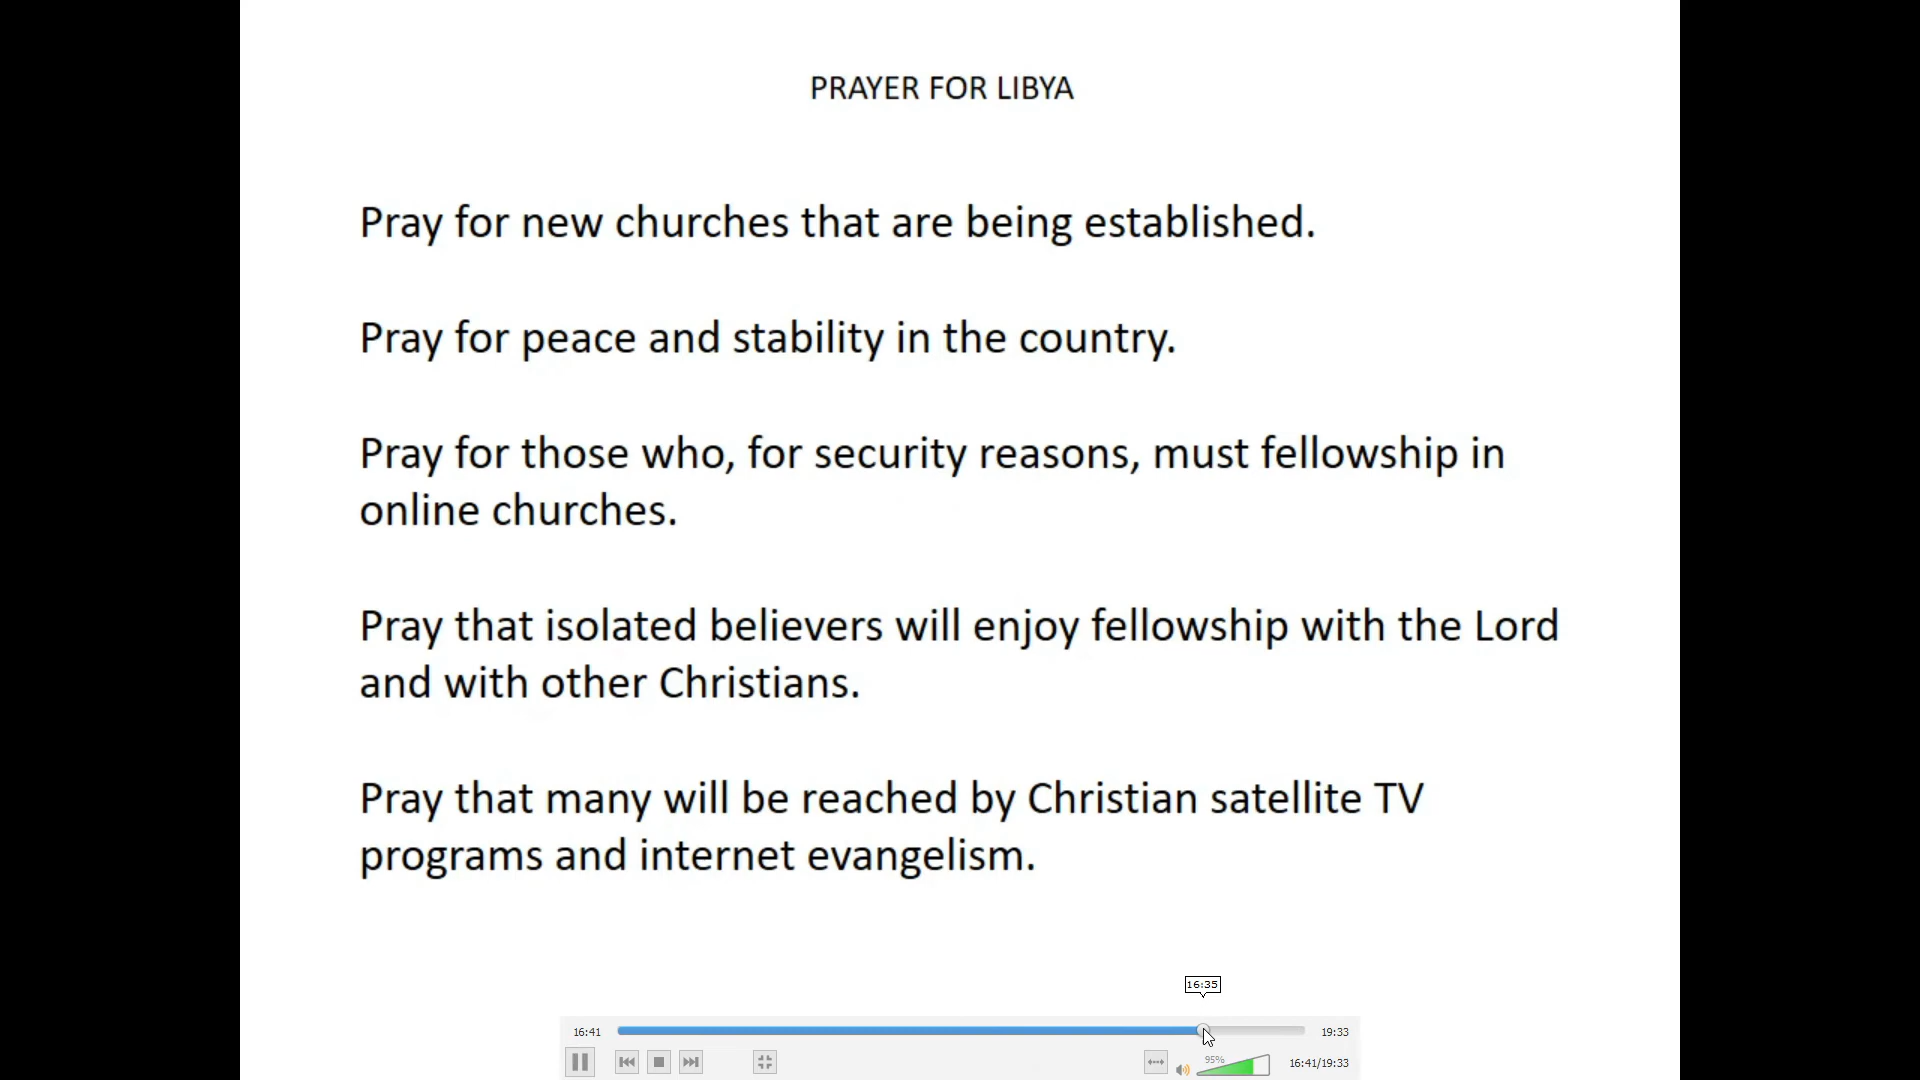 PRAYER FOR LIBYA
Pray for new churches that are being established.
Pray for peace and stability in the country.
Pray for those who, for security reasons, must fellowship in
online churches.
Pray that isolated believers will enjoy fellowship with the Lord
and with other Christians.
Pray that many will be reached by Christian satellite TV
programs and internet evangelism.
16:35
16:41
19:33
95%
16:41/19:33